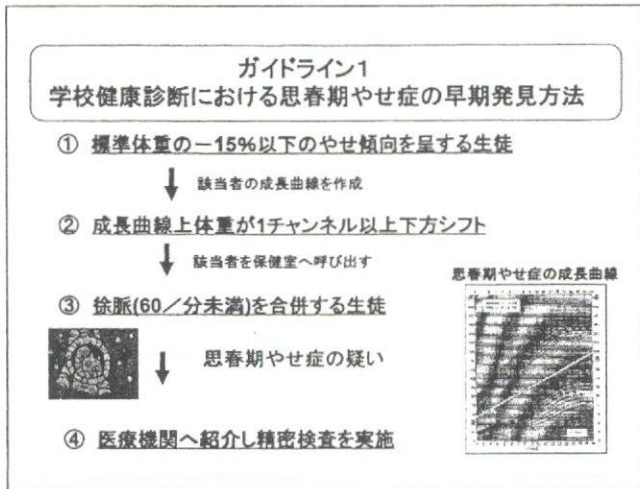 ガイドライン1
学校健康診断における思春期やせ症の早期発見方法
① 標準体重の－15%以下のやせ傾向を呈する生徒
該当者の成長曲線を作成
② 成長曲線上体重が1チャンネル以上下方シフト
該当者を保健室へ呼び出す
③ 徐脈(60／分未満)を合併する生徒
思春期やせ症の疑い
④ 医療機関へ紹介し精密検査を実施
思春期やせ症の成長曲線